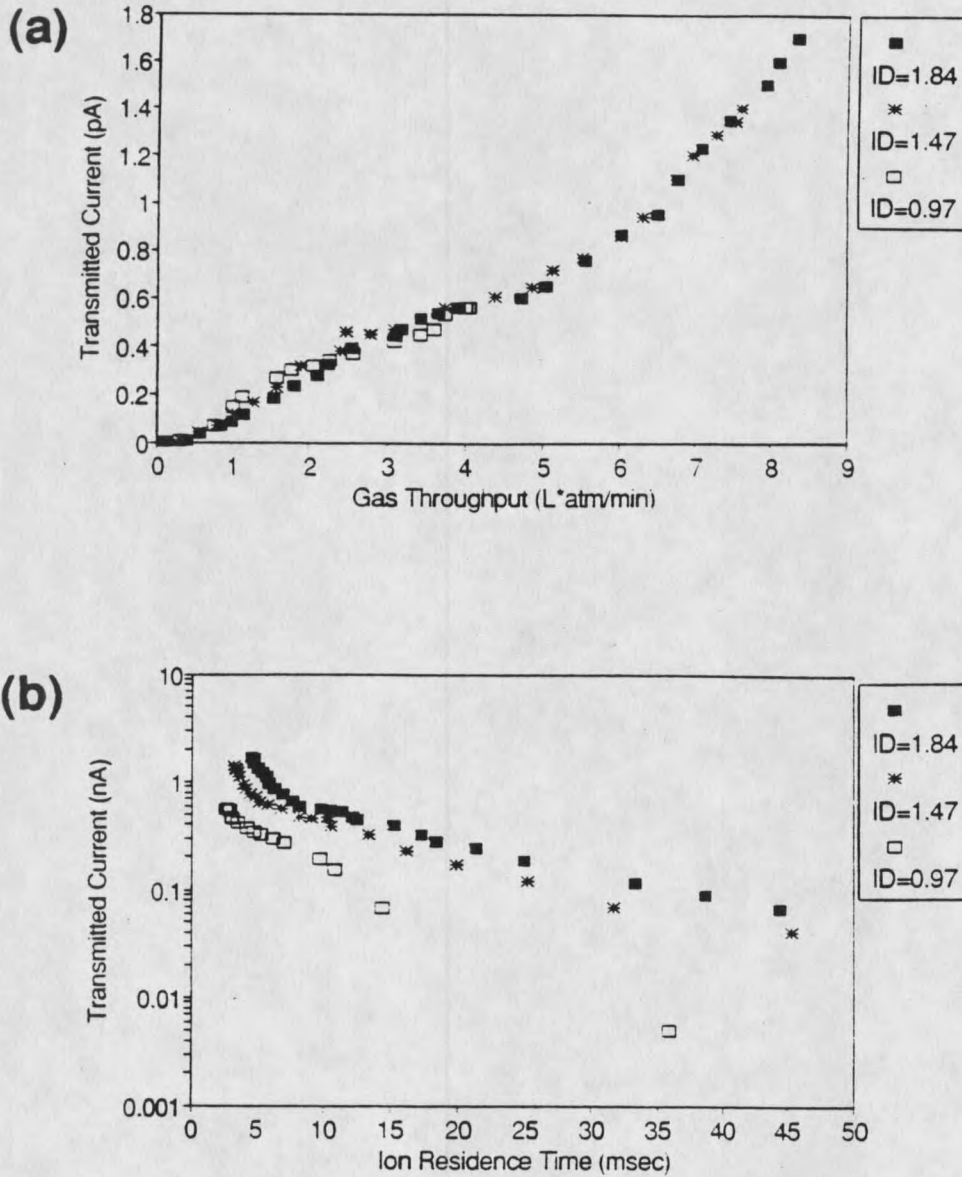 (a)
Transmitted Current (pA)
1.8
1.6
1.4
1.2
1
0.8
0.6
0.4
0.2
0
0 1 2 3 4 5 6 7 8 9
Gas Throughput (L*atm/min)
ID=1.84
ID=1.47
ID=0.97
(b)
Transmitted Current (nA)
10
1
0.1
0.01
0.001
0 5 10 15 20 25 30 35 40 45 50
Ion Residence Time (msec)
ID=1.84
ID=1.47
ID=0.97